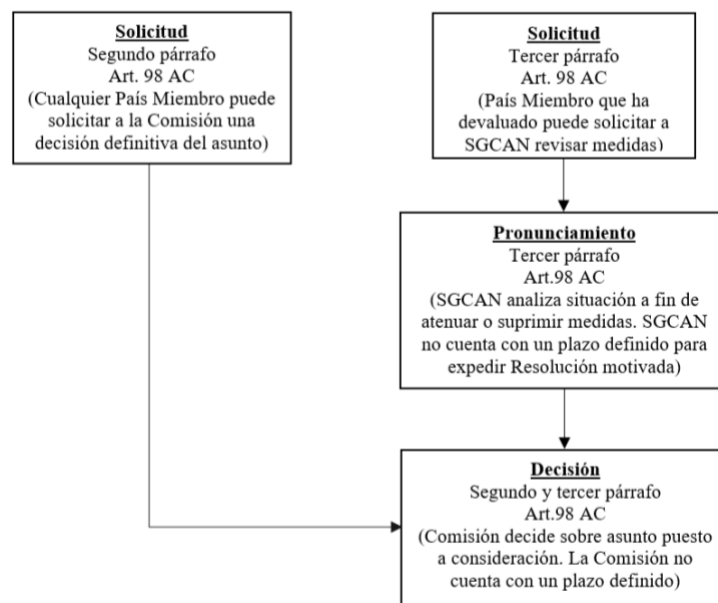 Solicitud
Segundo párrafo
Art. 98 AC
(Cualquier País Miembro puede
solicitar a la Comisión una
decisión definitiva del asunto)
Solicitud
Tercer párrafo
Art. 98 AC
(País Miembro que ha
devaluado puede solicitar a
SGCAN revisar medidas)
Pronunciamiento
Tercer párrafo
Art.98 AC
(SGCAN analiza situación a fin de
atenuar o suprimir medidas. SGCAN
no cuenta con un plazo definido para
expedir Resolución motivada)
Decisión
Segundo y tercer párrafo
Art.98 AC
(Comisión decide sobre asunto puesto
a consideración. La Comisión no
cuenta con un plazo definido)